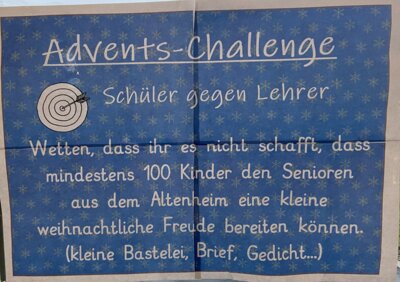 Advents-Challenge
Schüler gegen Lehrer
Wetten, dass ihr es nicht schafft, dass
mindestens 100 Kinder den Senioren
aus dem Altenheim eine kleine
weihnachtliche Freude bereiten können.
(kleine Bastelei, Brief, Gedicht...)